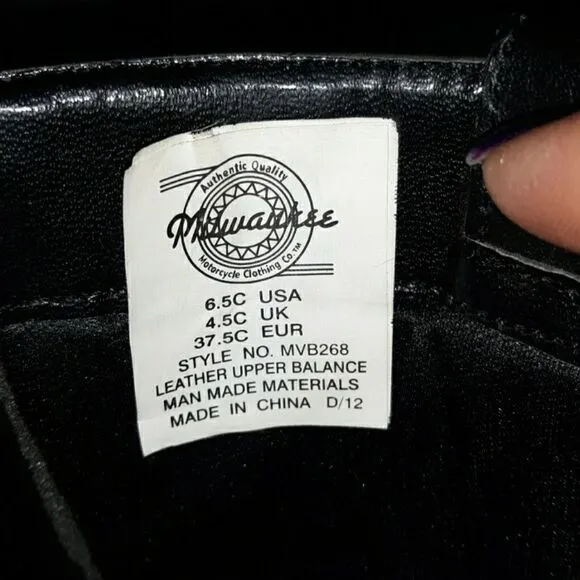 Authentic Quality
Milwaukee
Motorcycle Clothing Co.™
6.5C USA
4.5C UK
37.5C EUR
STYLE NO. MVB268
LEATHER UPPER BALANCE
MAN MADE MATERIALS
MADE IN CHINA D/12